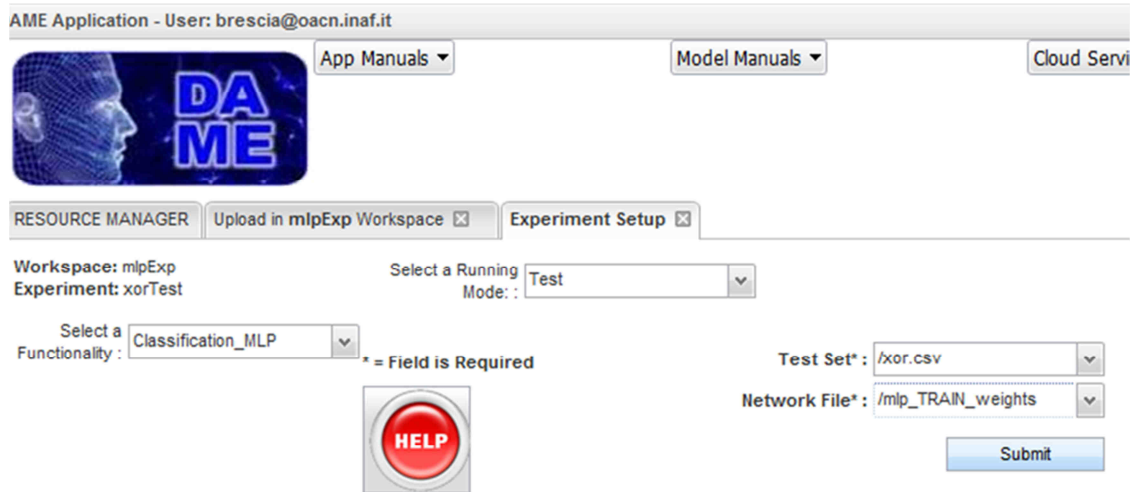 AME Application - User: brescia@oacn.inaf.it
App Manuals
Model Manuals
Cloud Servi
DA
ME
RESOURCE MANAGER
Upload in mlpExp Workspace
Experiment Setup
Workspace: mlpExp
Experiment: xorTest
Select a Running
Mode: :
Test
Select a
Functionality :
Classification_MLP
* = Field is Required
Test Set* :
/xor.csv
Network File* :
/mlp_TRAIN_weights
HELP
Submit